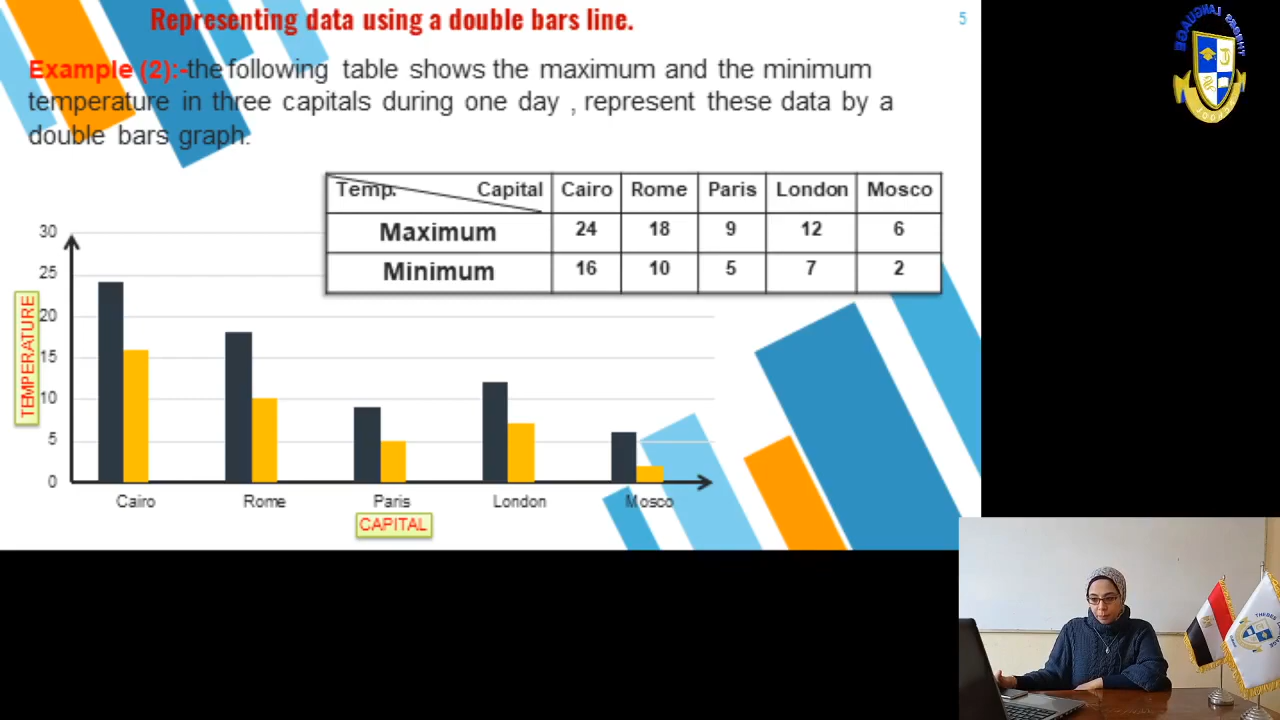 Representing data using a double bars line.
5
Example (2):-the following table shows the maximum and the minimum
temperature in three capitals during one day , represent these data by a
double bars graph.
Temp. Capital Cairo Rome Paris London Mosco
Maximum 24 18 9 12 6
Minimum 16 10 5 7 2
30
25
20
15
10
5
0
TEMPERATURE
Cairo Rome Paris London Mosco
CAPITAL
THEBES LANGUAGE